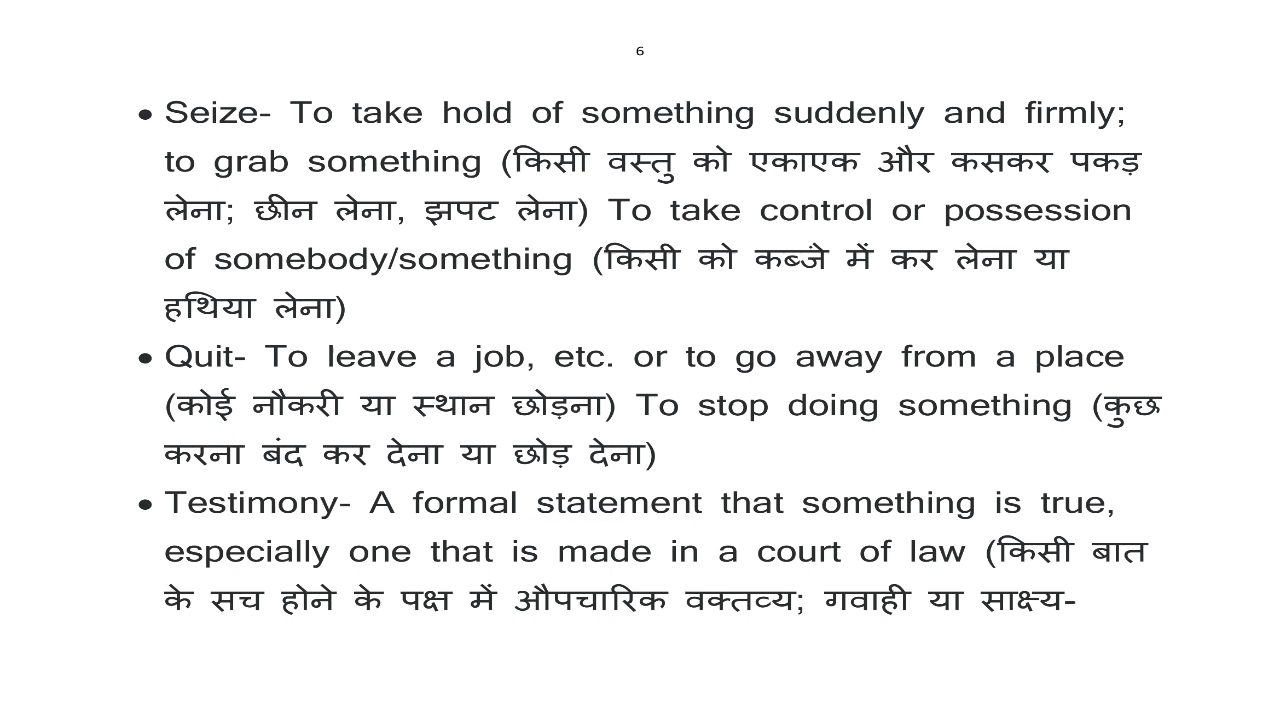 6
• Seize- To take hold of something suddenly and firmly;
to grab something (किसी वस्तु को एकाएक और कसकर पकड़
लेना; छीन लेना, झपट लेना) To take control or possession
of somebody/something (किसी को कब्जे में कर लेना या
हथिया लेना)
• Quit- To leave a job, etc. or to go away from a place
(कोई नौकरी या स्थान छोड़ना) To stop doing something (कुछ
करना बंद कर देना या छोड़ देना)
• Testimony- A formal statement that something is true,
especially one that is made in a court of law (किसी बात
के सच होने के पक्ष में औपचारिक वक्तव्य; गवाही या साक्ष्य-